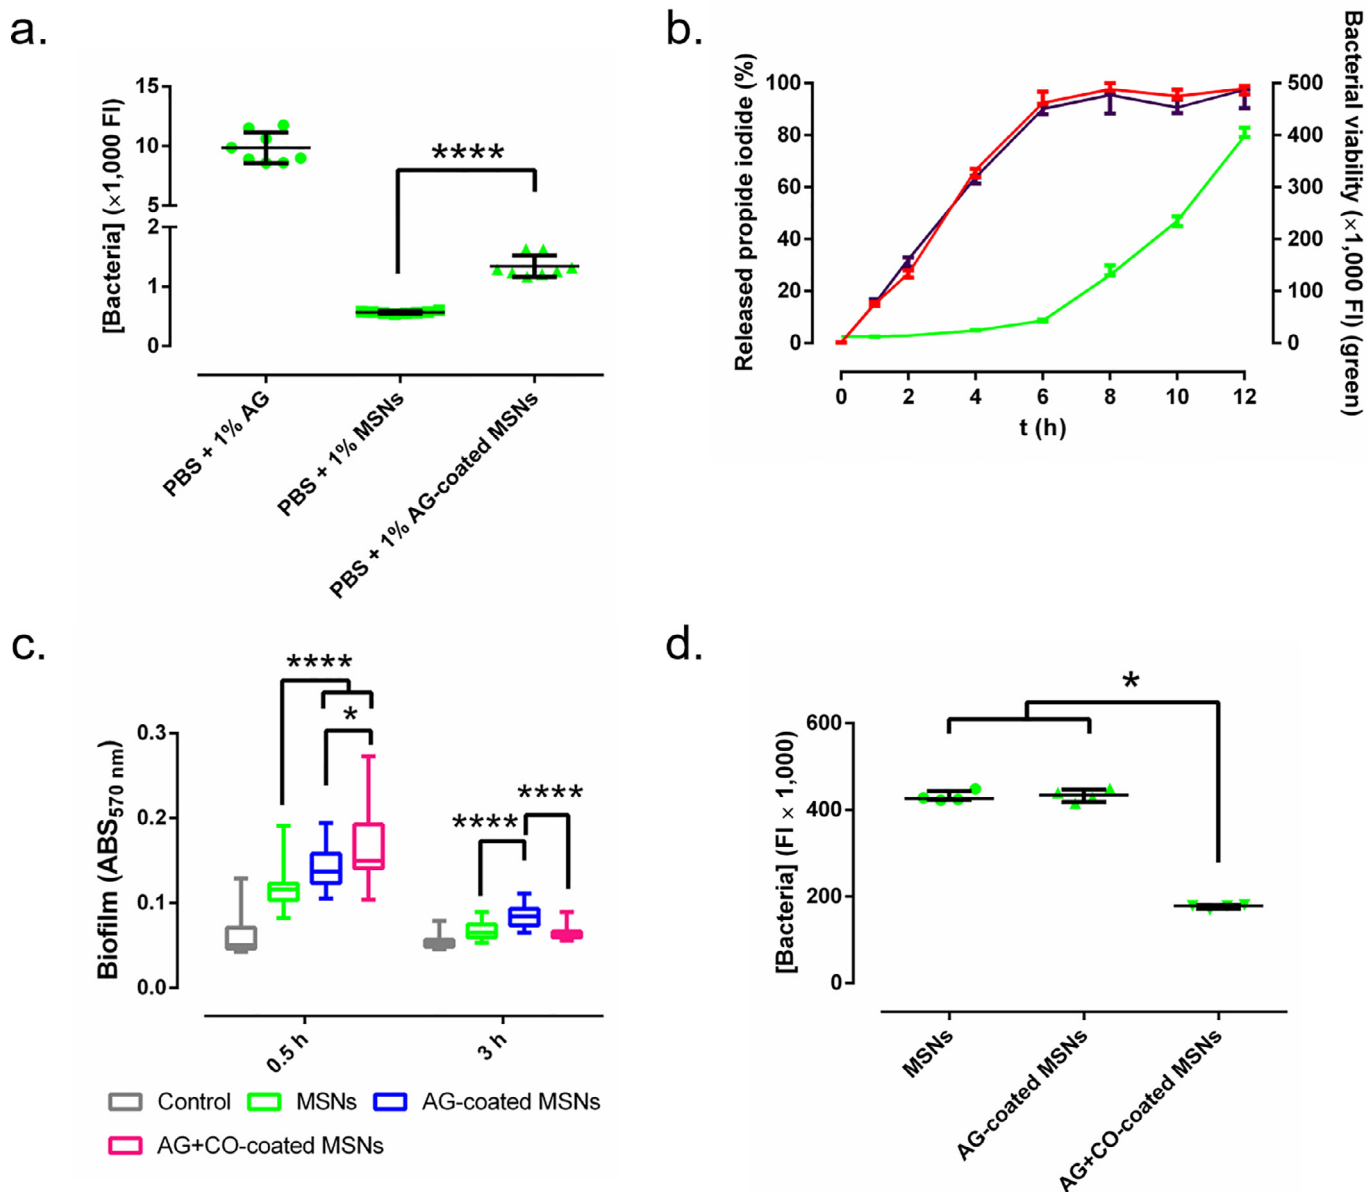 a.
[Bacteria] (×1,000 FI)
15
10
5
2
1
0
****
PBS + 1% AG
PBS + 1% MSNs
PBS + 1% AG-coated MSNs
b.
Released propide iodide (%)
100
80
60
40
20
0
500
400
300
200
100
0
Bacterial viability (×1,000 FI) (green)
0 2 4 6 8 10 12
t (h)
c.
Biofilm (ABS570 nm)
0.3
0.2
0.1
0.0
****
*
****
****
0.5 h
3 h
Control MSNs AG-coated MSNs
AG+CO-coated MSNs
d.
[Bacteria] (FI × 1,000)
600
400
200
0
*
MSNs
AG-coated MSNs
AG+CO-coated MSNs